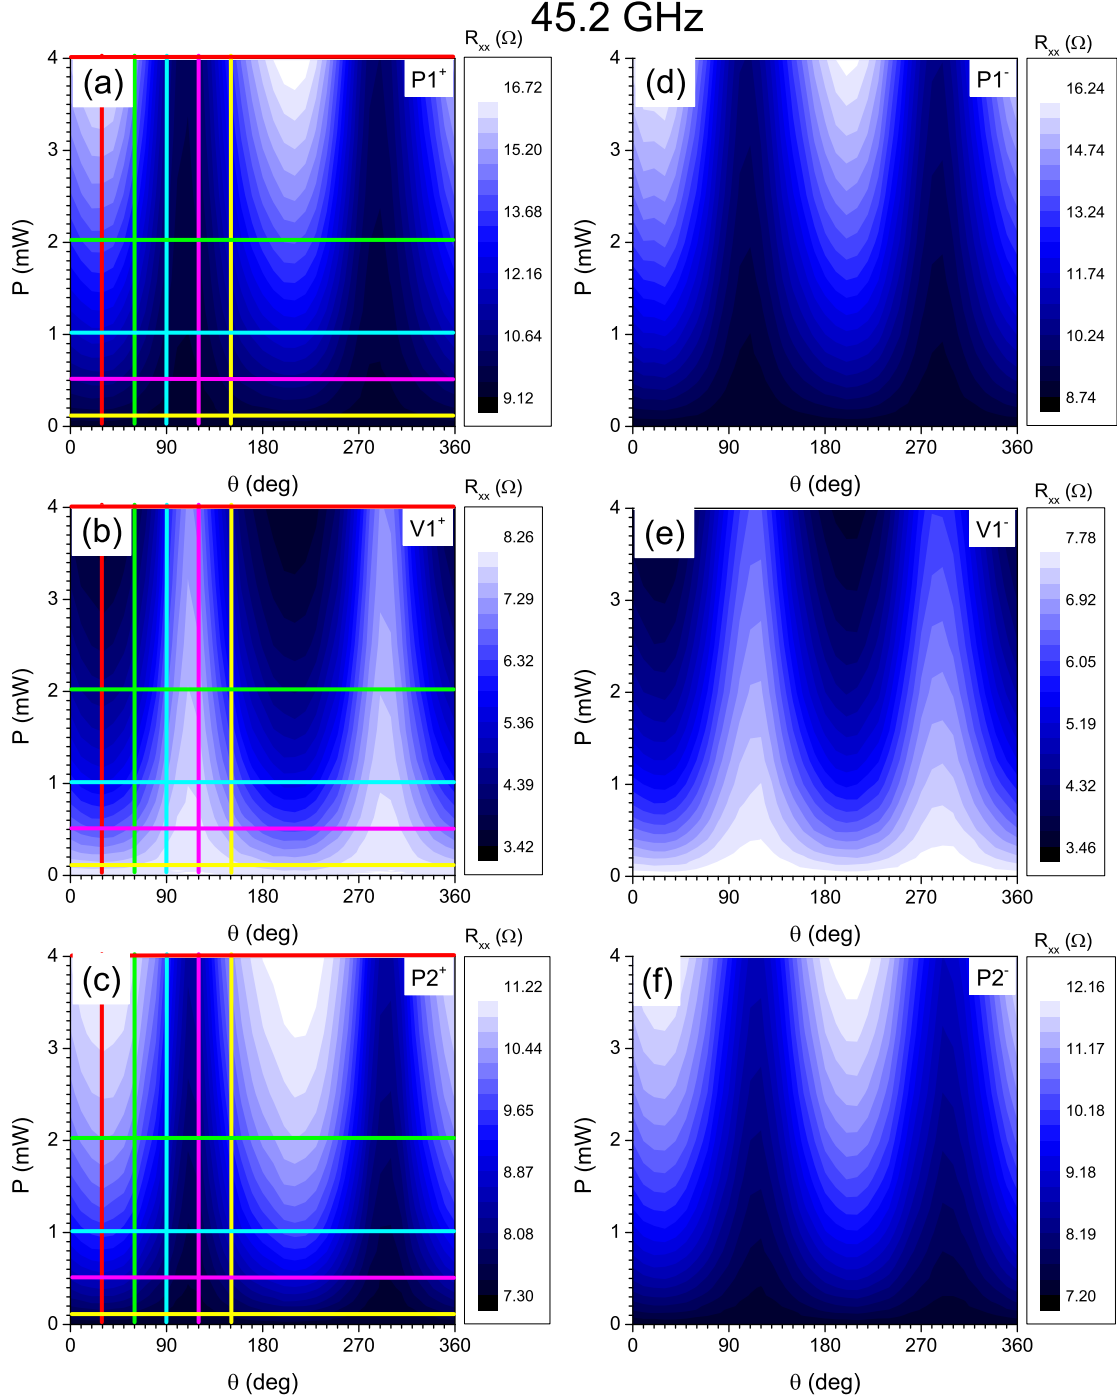 45.2 GHz
(a)
P1⁺
4
3
2
1
0
P (mW)
0 90 180 270 360
θ (deg)
Rₓₓ (Ω)
16.72
15.20
13.68
12.16
10.64
9.12
(d)
P1⁻
4
3
2
1
0
P (mW)
0 90 180 270 360
θ (deg)
Rₓₓ (Ω)
16.24
14.74
13.24
11.74
10.24
8.74
(b)
V1⁺
4
3
2
1
0
P (mW)
0 90 180 270 360
θ (deg)
Rₓₓ (Ω)
8.26
7.29
6.32
5.36
4.39
3.42
(e)
V1⁻
4
3
2
1
0
P (mW)
0 90 180 270 360
θ (deg)
Rₓₓ (Ω)
7.78
6.92
6.05
5.19
4.32
3.46
(c)
P2⁺
4
3
2
1
0
P (mW)
0 90 180 270 360
θ (deg)
Rₓₓ (Ω)
11.22
10.44
9.65
8.87
8.08
7.30
(f)
P2⁻
4
3
2
1
0
P (mW)
0 90 180 270 360
θ (deg)
Rₓₓ (Ω)
12.16
11.17
10.18
9.18
8.19
7.20